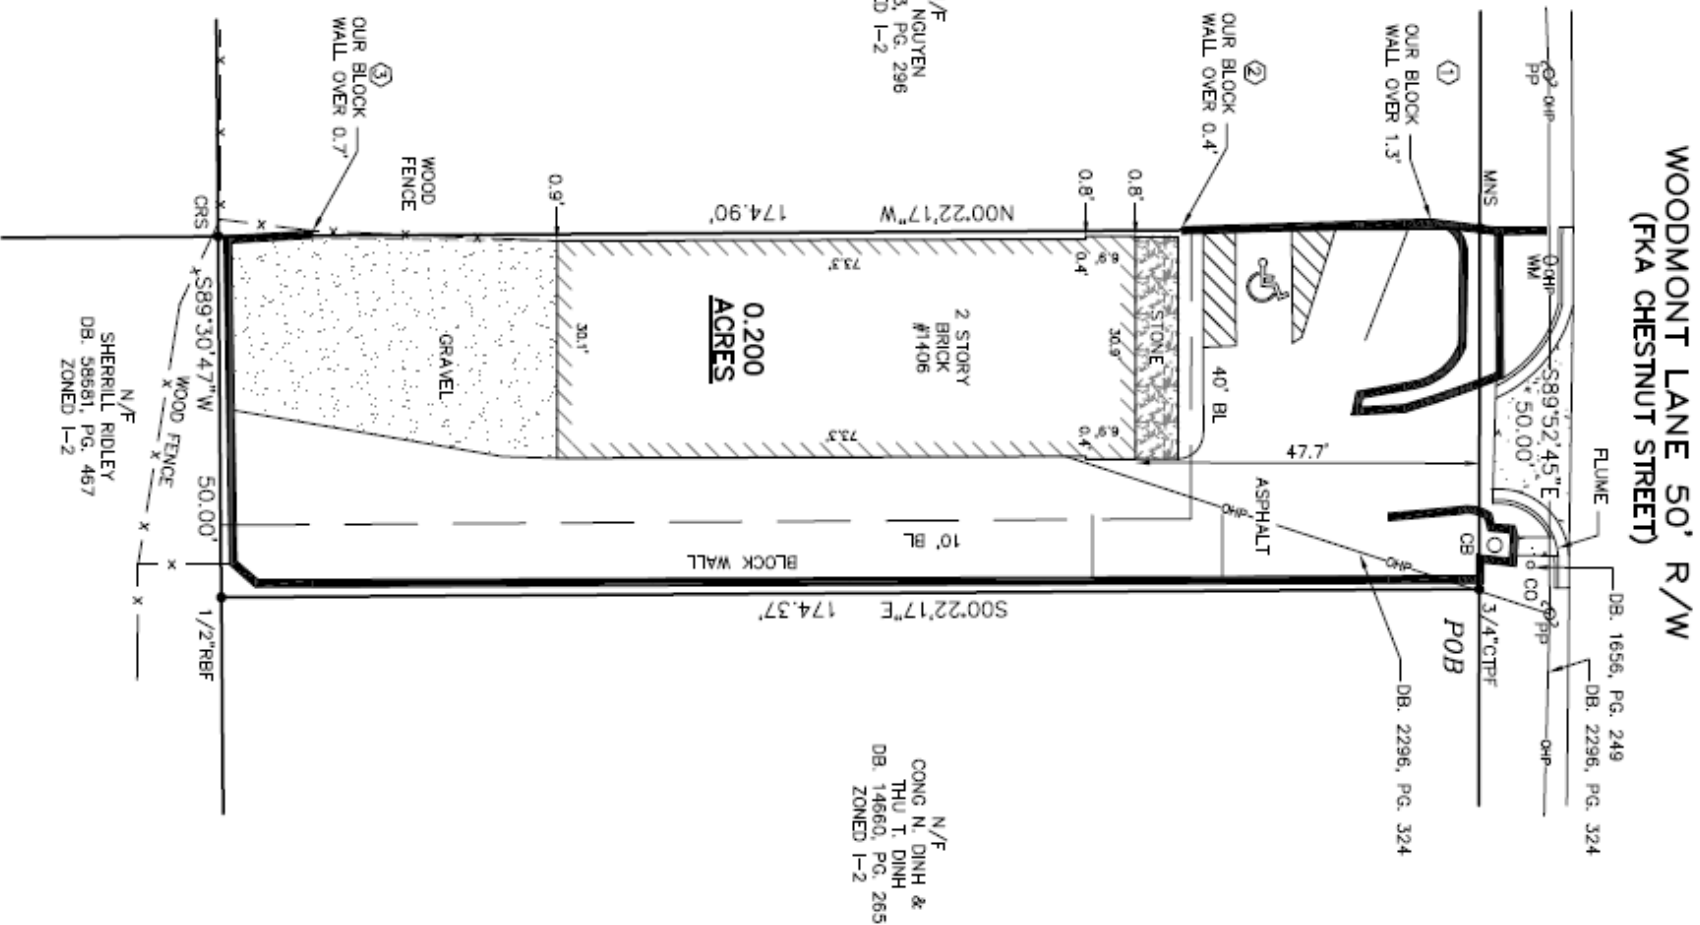 WOODMONT LANE 50' R/W
(FKA CHESTNUT STREET)
/F
NGUYEN
PG. 296
I-2
OUR BLOCK
WALL OVER 0.7'
3
OUR BLOCK
WALL OVER 0.4'
2
OUR BLOCK
WALL OVER 1.3'
1
PP
OHP
MNS
OHP
WM
S89°52'45"E
50.00'
FLUME
DB. 1656, PG. 249
DB. 2296, PG. 324
CO
PP
OHP
3/4"CTPF
POB
CB
DB. 2296, PG. 324
47.7'
ASPHALT
OHP
OHP
40' BL
STONE
0.8'
0.8'
0.9'
N00°22'17"W 174.90'
WOOD
FENCE
CRS
6.9'
0.4'
30.9'
6.9'
0.4'
73.3'
73.3'
30.1'
2 STORY
BRICK
#1406
0.200
ACRES
GRAVEL
10' BL
BLOCK WALL
S00°22'17"E 174.37'
S89°30'47"W 50.00'
WOOD FENCE
1/2"RBF
N/F
SHERRILL RIDLEY
DB. 58681, PG. 467
ZONED I-2
N/F
CONG N. DINH &
THU T. DINH
DB. 14660, PG. 265
ZONED I-2